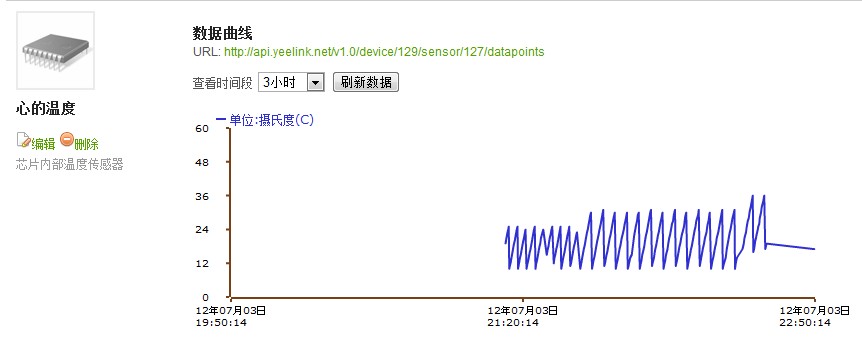 数据曲线
URL: http://api.yeelink.net/v1.0/device/129/sensor/127/datapoints
查看时间段 3小时 刷新数据
心的温度
编辑 删除
芯片内部温度传感器
单位:摄氏度(C)
60
48
36
24
12
0
12年07月03日 12年07月03日 12年07月03日
19:50:14 21:20:14 22:50:14